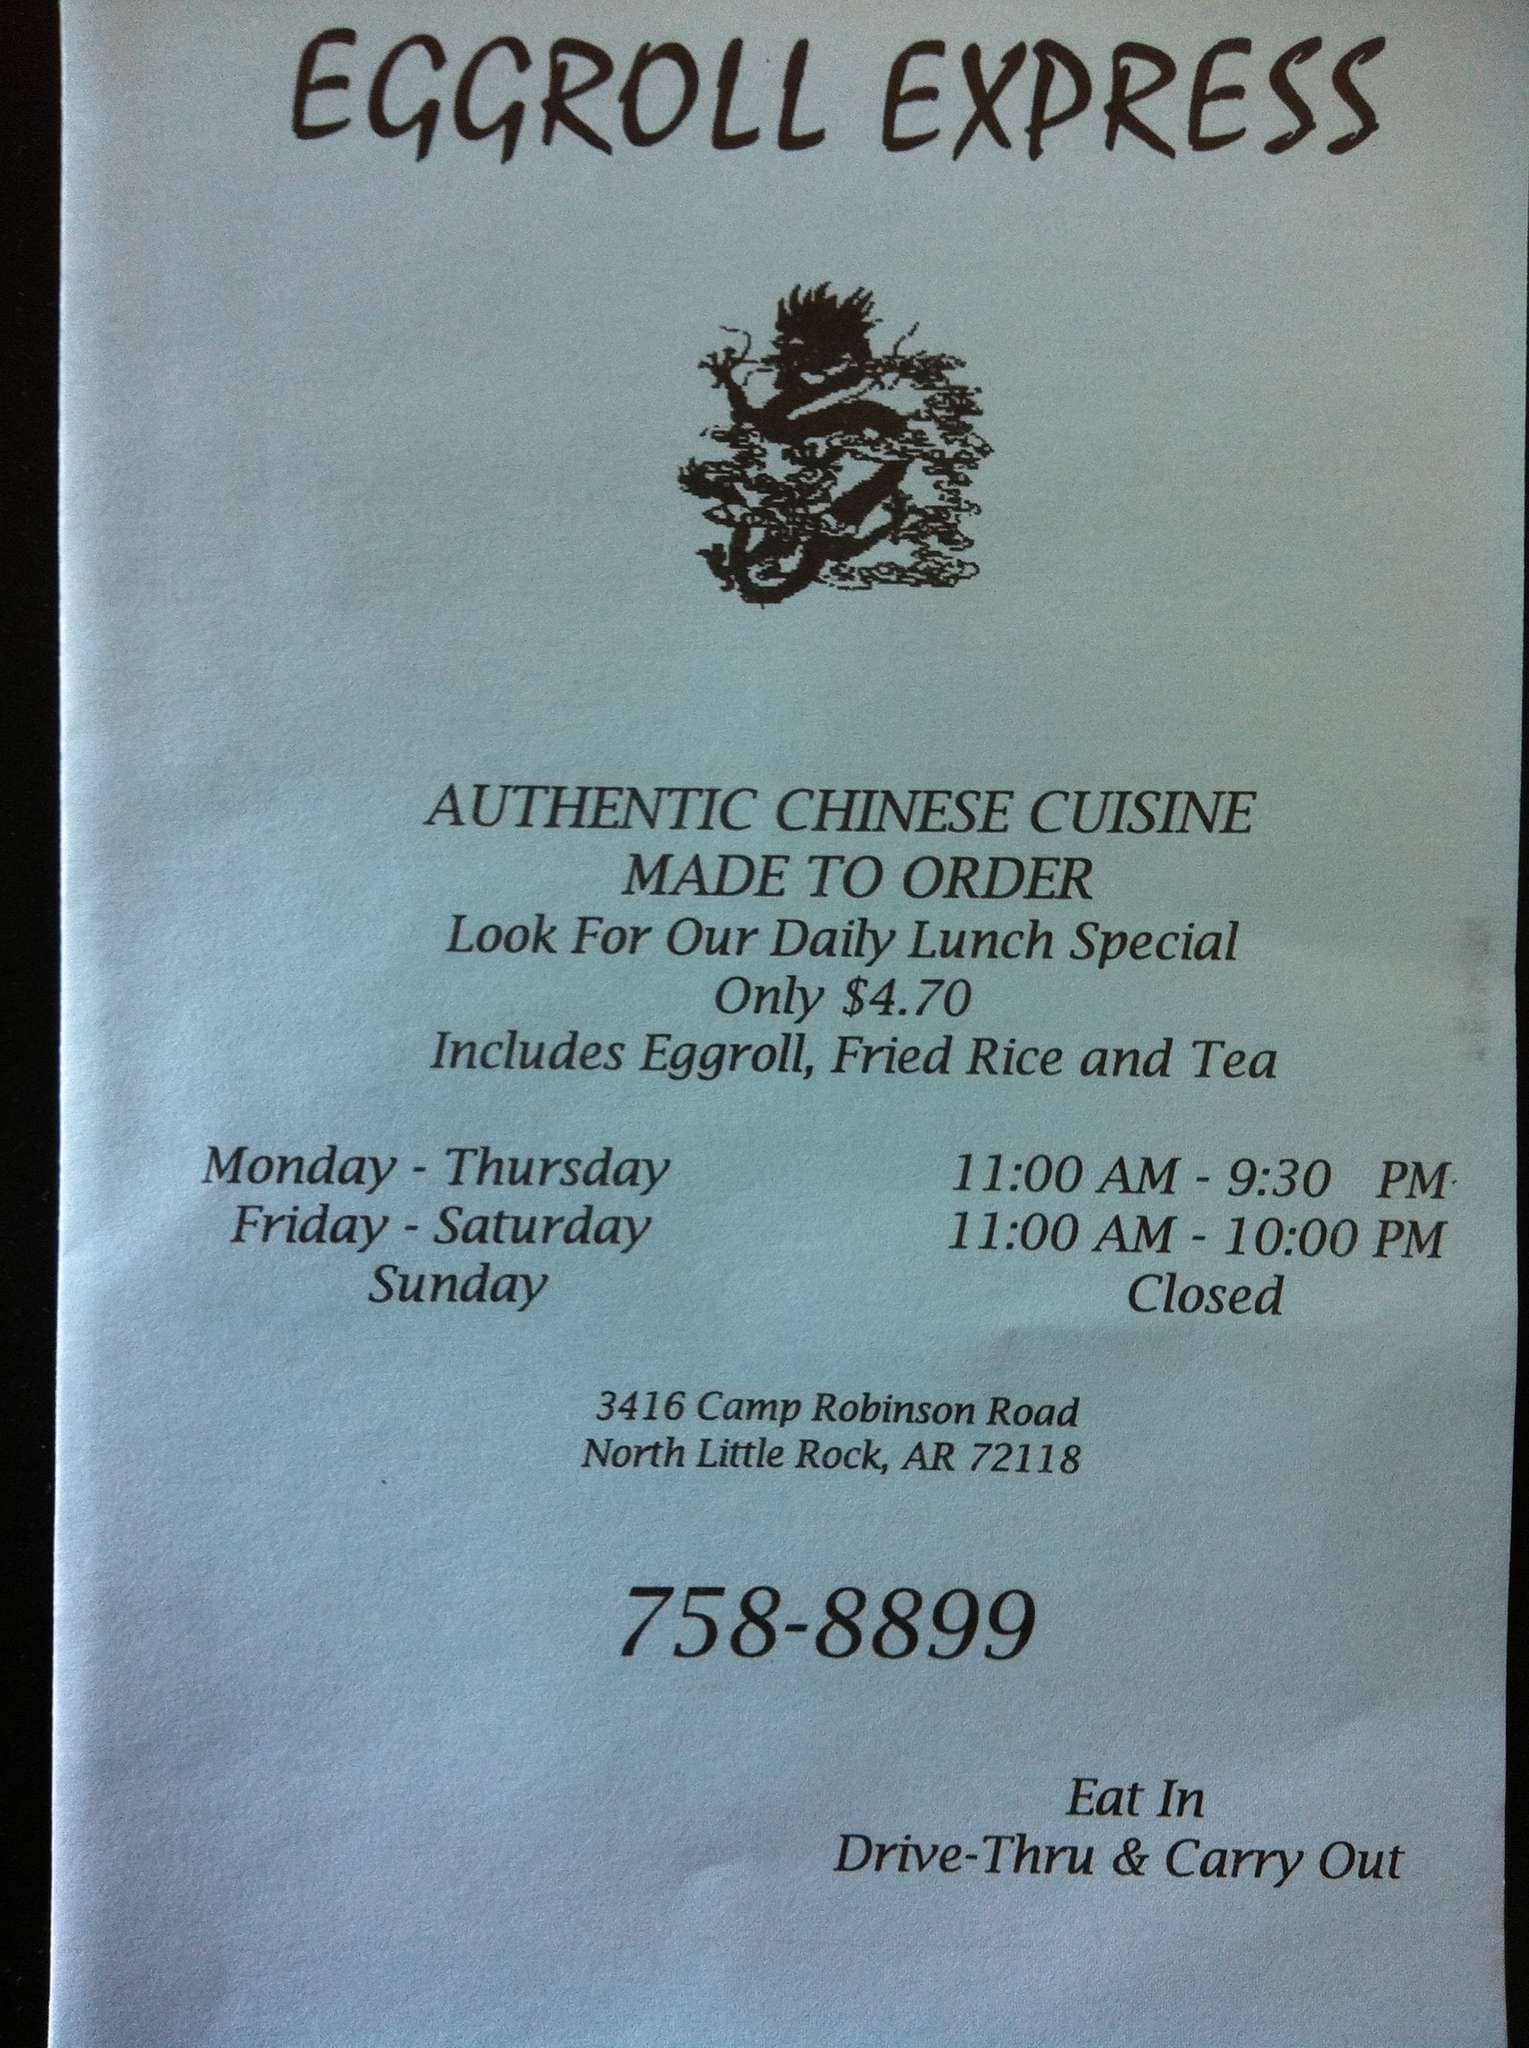 EGGROLL EXPRESS
AUTHENTIC CHINESE CUISINE
MADE TO ORDER
Look For Our Daily Lunch Special
Only $4.70
Includes Eggroll, Fried Rice and Tea
Monday - Thursday 11:00 AM - 9:30 PM
Friday - Saturday 11:00 AM - 10:00 PM
Sunday Closed
3416 Camp Robinson Road
North Little Rock, AR 72118
758-8899
Eat In
Drive-Thru & Carry Out